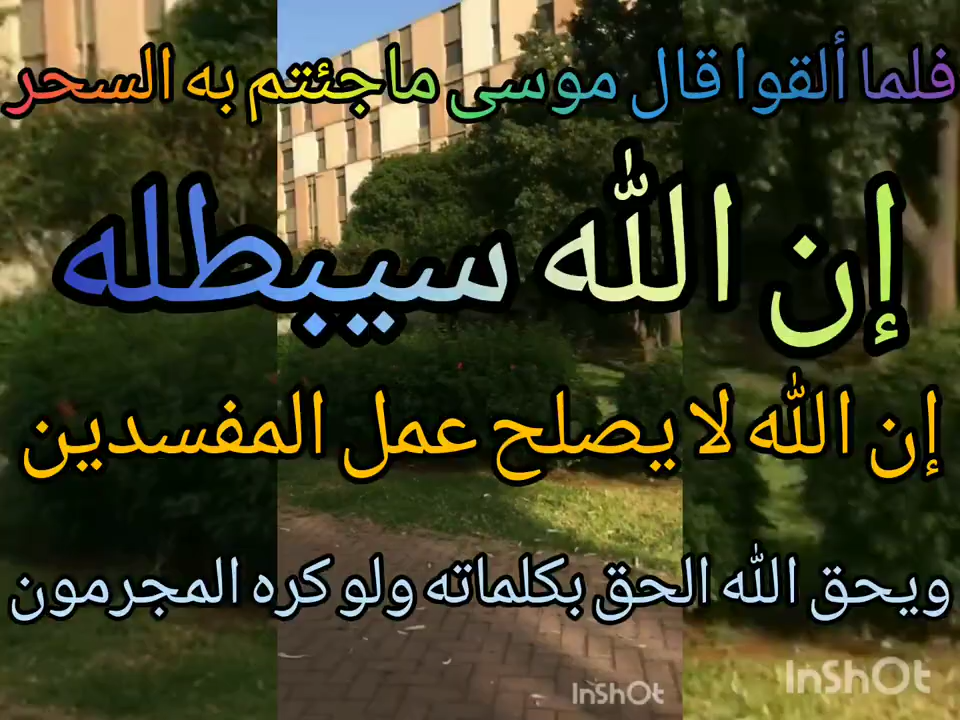 فلما ألقوا قال موسى ماجئتم به السحر
إن الله سيبطله
إن الله لا يصلح عمل المفسدين
ويحق الله الحق بكلماته ولو كره المجرمون
InShOt
InShOt